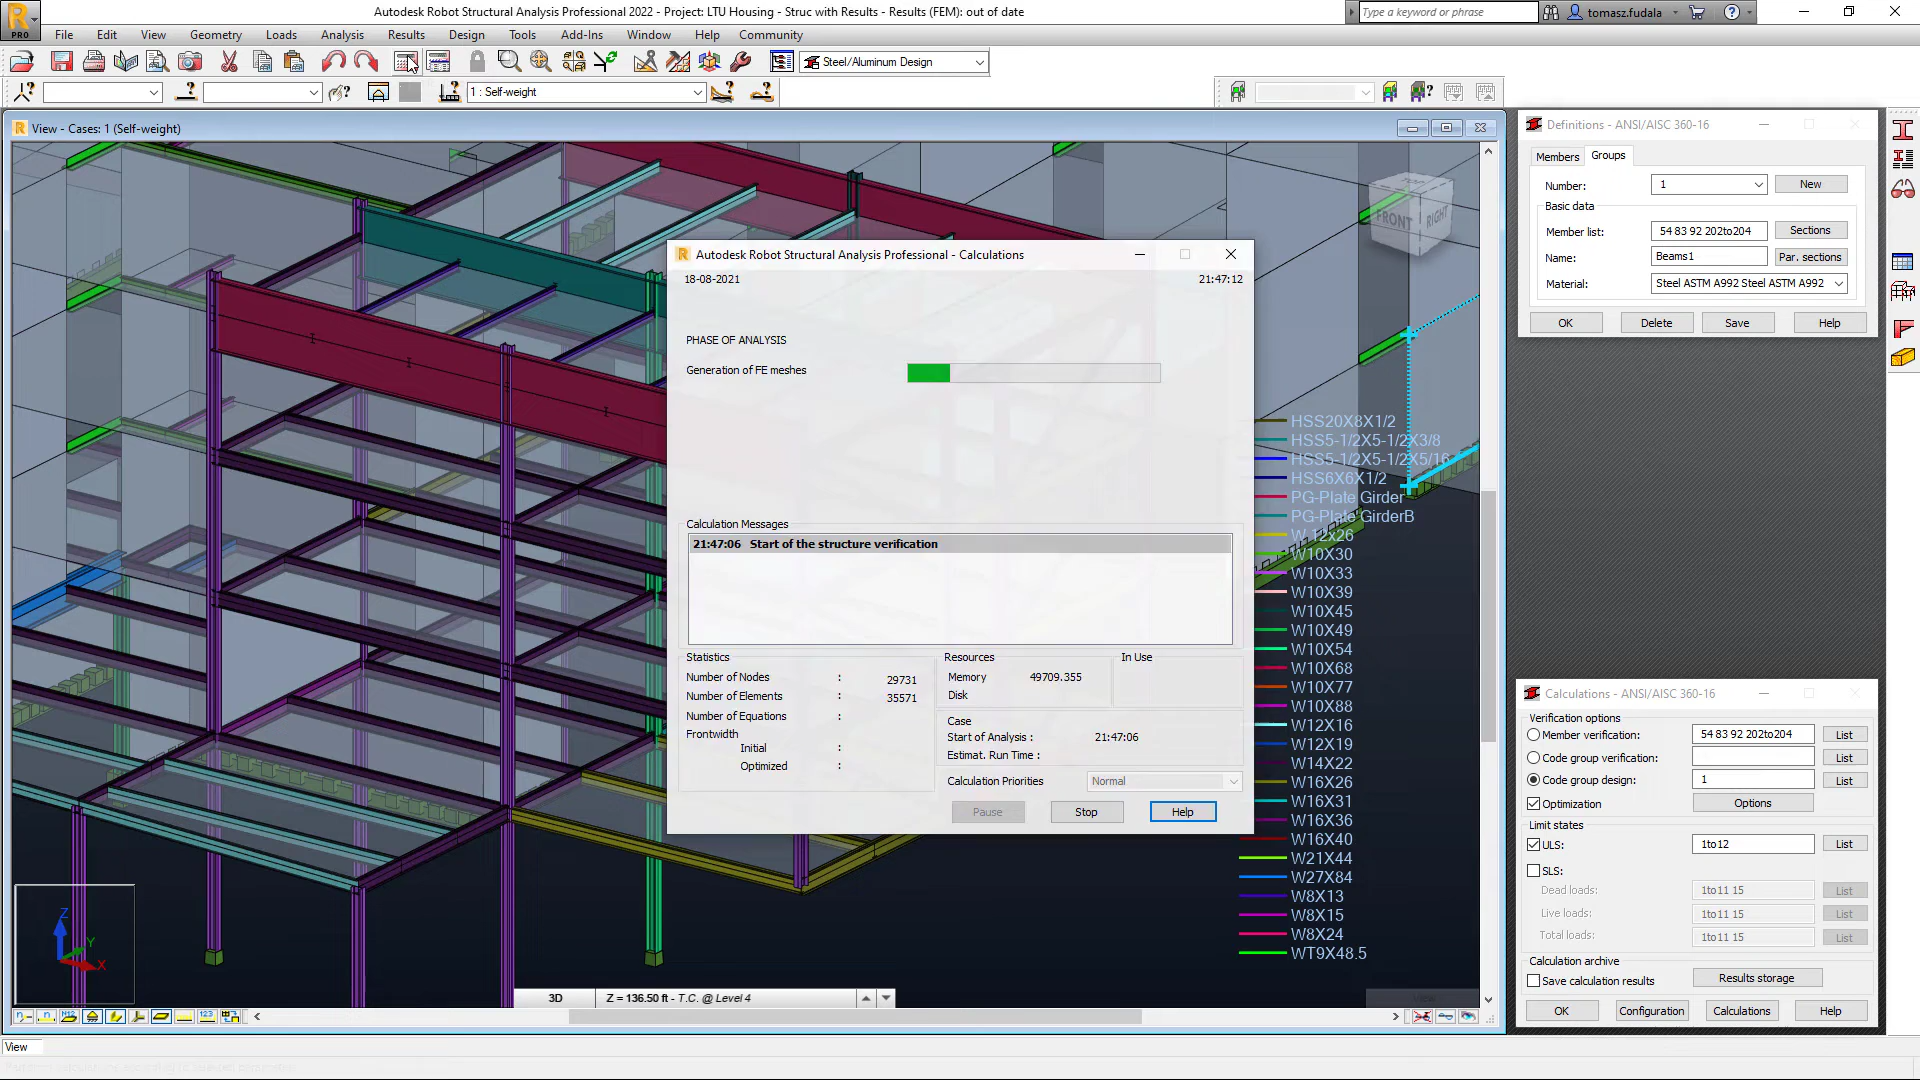 Autodesk Robot Structural Analysis Professional 2022 - Project: LTU Housing - Struc with Results - Results (FEM): out of date
Type a keyword or phrase
tomasz.fudala
PRO
File Edit View Geometry Loads Analysis Results Design Tools Add-Ins Window Help Community
Steel/Aluminum Design
1 : Self-weight
View - Cases: 1 (Self-weight)
FRONT
RIGHT
Autodesk Robot Structural Analysis Professional - Calculations
18-08-2021
21:47:12
PHASE OF ANALYSIS
Generation of FE meshes
Calculation Messages
21:47:06 Start of the structure verification
Statistics
Number of Nodes : 29731
Number of Elements : 35571
Number of Equations :
Frontwidth
Initial :
Optimized :
Resources
Memory 49709.355
Disk
In Use
Case
Start of Analysis : 21:47:06
Estimat. Run Time :
Calculation Priorities Normal
Pause Stop Help
HSS20X8X1/2
HSS5-1/2X5-1/2X3/8
HSS5-1/2X5-1/2X5/16
HSS6X6X1/2
PG-Plate Girder
PG-Plate GirderB
W 12x26
W10X30
W10X33
W10X39
W10X45
W10X49
W10X54
W10X68
W10X77
W10X88
W12X16
W12X19
W14X22
W16X26
W16X31
W16X36
W16X40
W21X44
W27X84
W8X13
W8X15
W8X24
WT9X48.5
Z
Y
X
3D
Z = 136.50 ft - T.C. @ Level 4
View
Definitions - ANSI/AISC 360-16
Members Groups
Number: 1 New
Basic data
Member list: 54 83 92 202to204 Sections
Name: Beams1 Par. sections
Material: Steel ASTM A992 Steel ASTM A992
OK Delete Save Help
Calculations - ANSI/AISC 360-16
Verification options
Member verification: 54 83 92 202to204 List
Code group verification: List
Code group design: 1 List
Optimization Options
Limit states
ULS: 1to12 List
SLS:
Dead loads: 1to11 15 List
Live loads: 1to11 15 List
Total loads: 1to11 15 List
Calculation archive
Save calculation results Results storage
OK Configuration Calculations Help